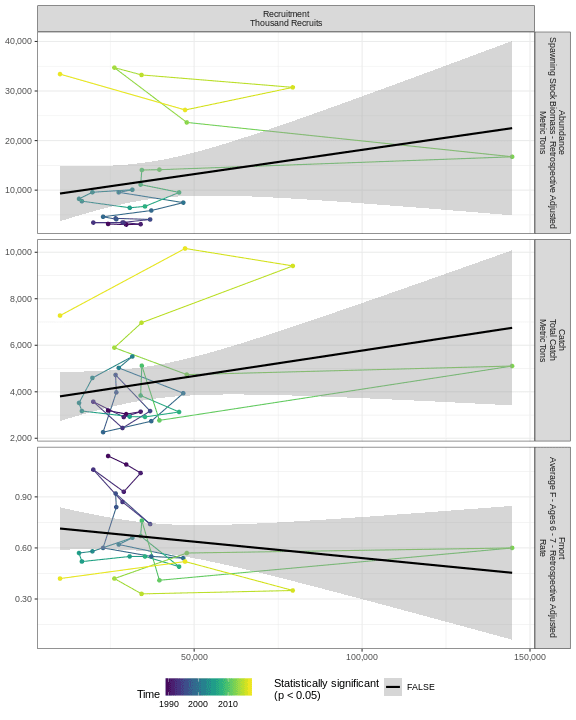 Recruitment
Thousand Recruits
40,000
30,000
20,000
10,000
Abundance
Spawning Stock Biomass - Retrospective Adjusted
Metric Tons
10,000
8,000
6,000
4,000
2,000
Catch
Total Catch
Metric Tons
0.90
0.60
0.30
Fmort
Average F - Ages 6 - 7 - Retrospective Adjusted
Rate
50,000 100,000 150,000
Time
1990 2000 2010
Statistically significant
(p < 0.05)
FALSE